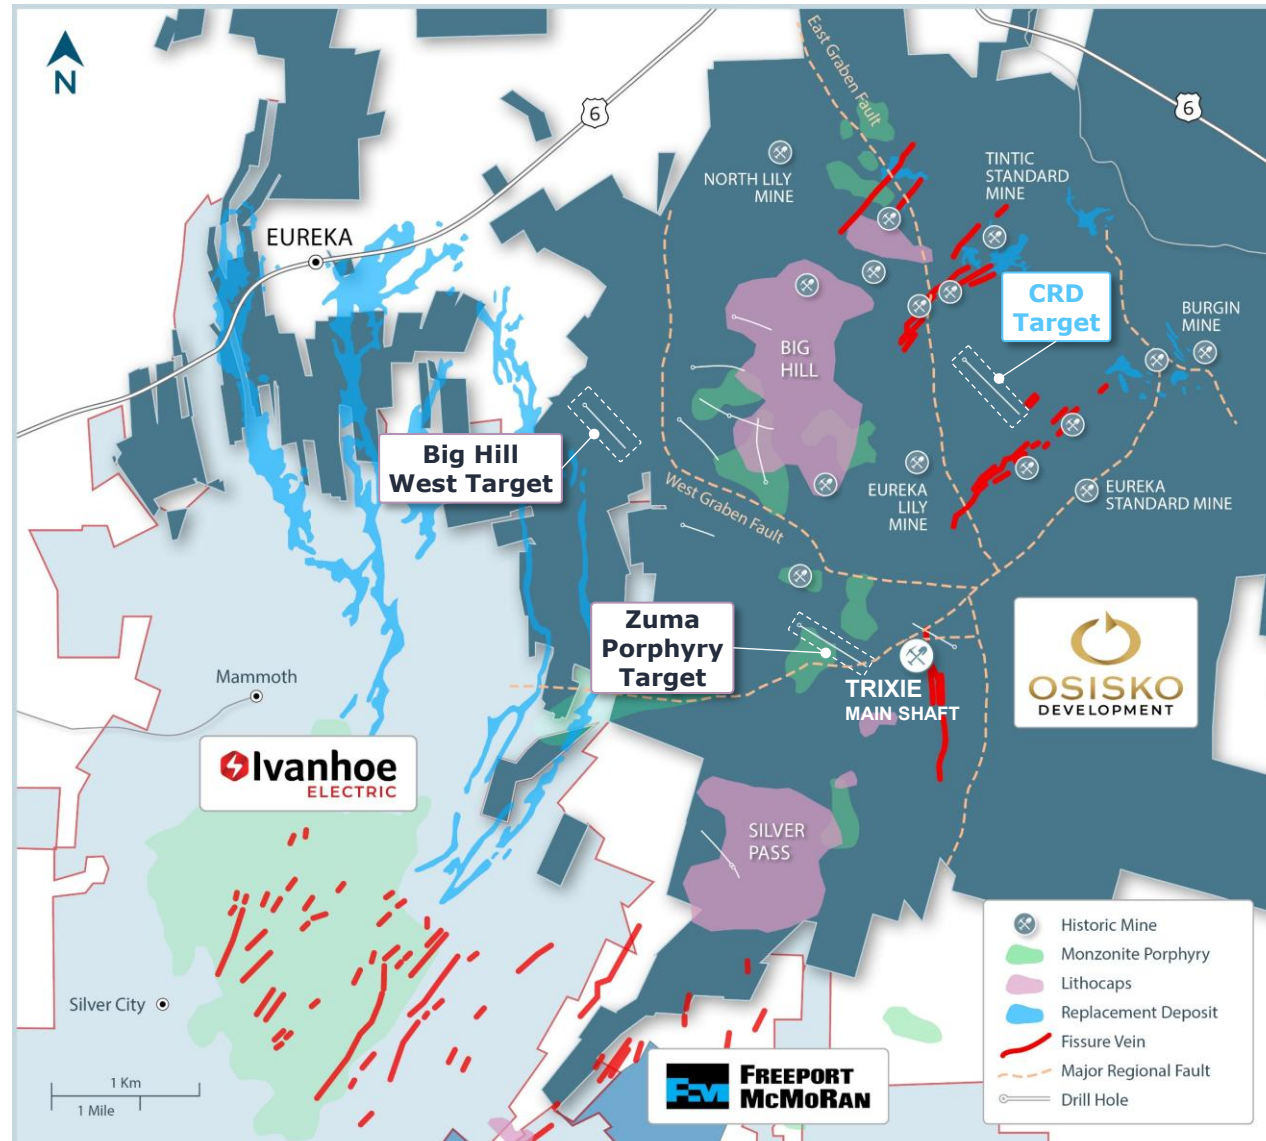 N
6
6
East Graben Fault
NORTH LILY
MINE
TINTIC
STANDARD
MINE
EUREKA
CRD
Target
BURGIN
MINE
BIG
HILL
Big Hill
West Target
West Graben Fault
EUREKA
LILY
MINE
EUREKA
STANDARD MINE
Zuma
Porphyry
Target
TRIXIE
MAIN SHAFT
OSISKO
DEVELOPMENT
Mammoth
Ivanhoe
ELECTRIC
SILVER
PASS
Silver City
1 Km
1 Mile
FM
FREEPORT
MCMORAN
Historic Mine
Monzonite Porphyry
Lithocaps
Replacement Deposit
Fissure Vein
Major Regional Fault
Drill Hole